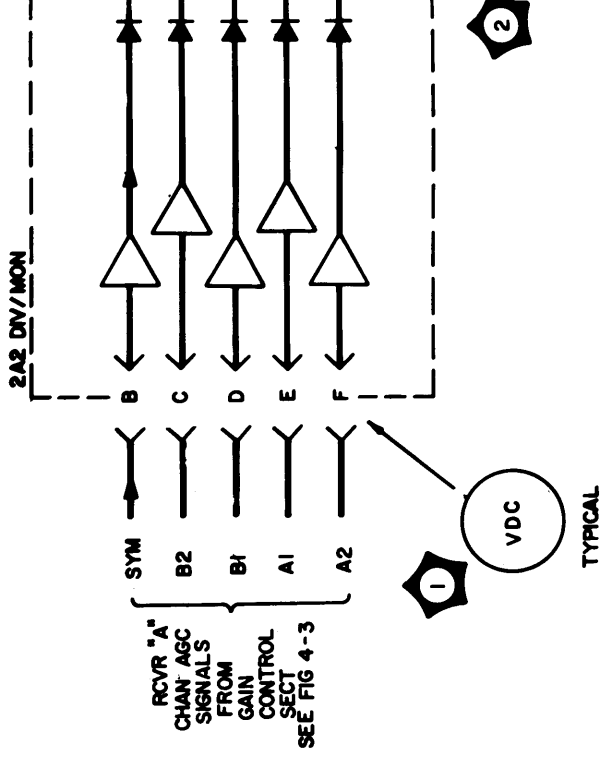 2A2 DIV/MON
RCVR "A"
CHAN AGC
SIGNALS
FROM
GAIN
CONTROL
SECT
SEE FIG 4-3
SYM
B
B2
C
B1
D
A1
E
A2
F
1
2
VDC
TYPICAL